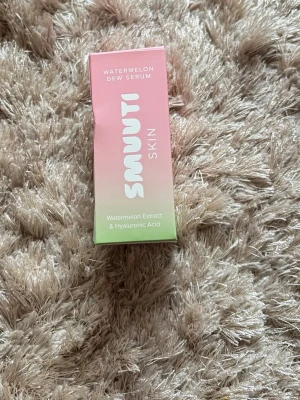 WATERMELON
DEW SERUM
SMUUTI
SKIN
Watermelon Extract
& Hyaluronic Acid